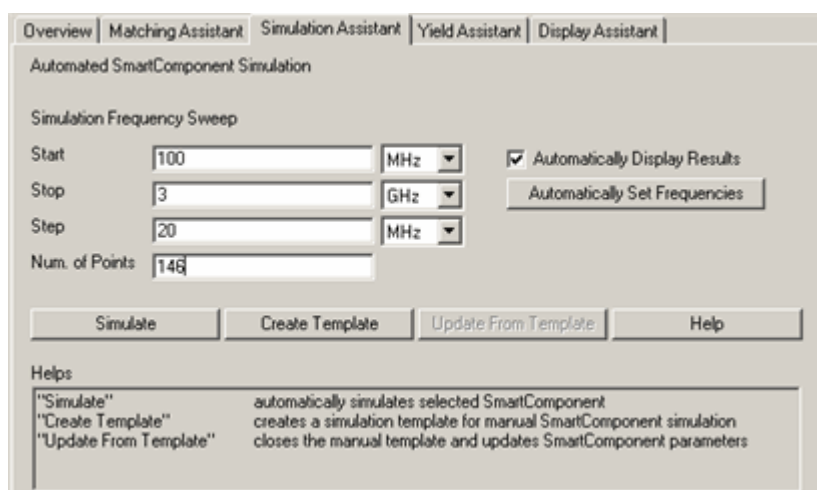 Overview Matching Assistant Simulation Assistant Yield Assistant Display Assistant
Automated SmartComponent Simulation
Simulation Frequency Sweep
Start 100 MHz Automatically Display Results
Stop 3 GHz Automatically Set Frequencies
Step 20 MHz
Num. of Points 146
Simulate Create Template Update From Template Help
Helps
"Simulate" automatically simulates selected SmartComponent
"Create Template" creates a simulation template for manual SmartComponent simulation
"Update From Template" closes the manual template and updates SmartComponent parameters